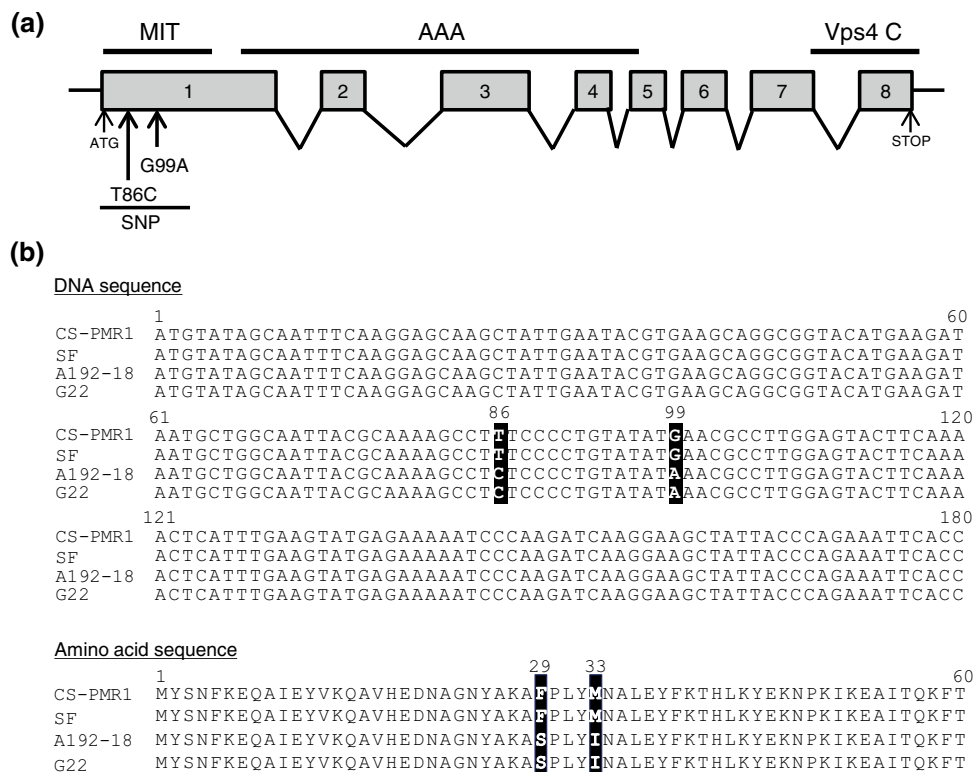 (a)
MIT AAA Vps4 C
1 2 3 4 5 6 7 8
ATG STOP
G99A
T86C
SNP
(b)
DNA sequence
1 60
CS-PMR1 ATGTATAGCAATTTCAAGGAGCAAGCTATTGAATACGTGAAGCAGGCGGTACATGAAGAT
SF ATGTATAGCAATTTCAAGGAGCAAGCTATTGAATACGTGAAGCAGGCGGTACATGAAGAT
A192-18 ATGTATAGCAATTTCAAGGAGCAAGCTATTGAATACGTGAAGCAGGCGGTACATGAAGAT
G22 ATGTATAGCAATTTCAAGGAGCAAGCTATTGAATACGTGAAGCAGGCGGTACATGAAGAT
61 86 99 120
CS-PMR1 AATGCTGGCAATTACGCAAAAGCCTTTCCCCTGTATATGAACGCCTTGGAGTACTTCAAA
SF AATGCTGGCAATTACGCAAAAGCCTTTCCCCTGTATATGAACGCCTTGGAGTACTTCAAA
A192-18 AATGCTGGCAATTACGCAAAAGCCTCTCCCCTGTATATAAACGCCTTGGAGTACTTCAAA
G22 AATGCTGGCAATTACGCAAAAGCCTCTCCCCTGTATATAAACGCCTTGGAGTACTTCAAA
121 180
CS-PMR1 ACTCATTTGAAGTATGAGAAAAATCCCAAGATCAAGGAAGCTATTACCCAGAAATTCACC
SF ACTCATTTGAAGTATGAGAAAAATCCCAAGATCAAGGAAGCTATTACCCAGAAATTCACC
A192-18 ACTCATTTGAAGTATGAGAAAAATCCCAAGATCAAGGAAGCTATTACCCAGAAATTCACC
G22 ACTCATTTGAAGTATGAGAAAAATCCCAAGATCAAGGAAGCTATTACCCAGAAATTCACC
Amino acid sequence
1 29 33 60
CS-PMR1 MYSNFKEQAIEYVKQAVHEDNAGNYAKAFPLYMNALEYFKTHLKYEKNPKIKEAITQKFT
SF MYSNFKEQAIEYVKQAVHEDNAGNYAKAFPLYMNALEYFKTHLKYEKNPKIKEAITQKFT
A192-18 MYSNFKEQAIEYVKQAVHEDNAGNYAKASPLYINALEYFKTHLKYEKNPKIKEAITQKFT
G22 MYSNFKEQAIEYVKQAVHEDNAGNYAKASPLYINALEYFKTHLKYEKNPKIKEAITQKFT